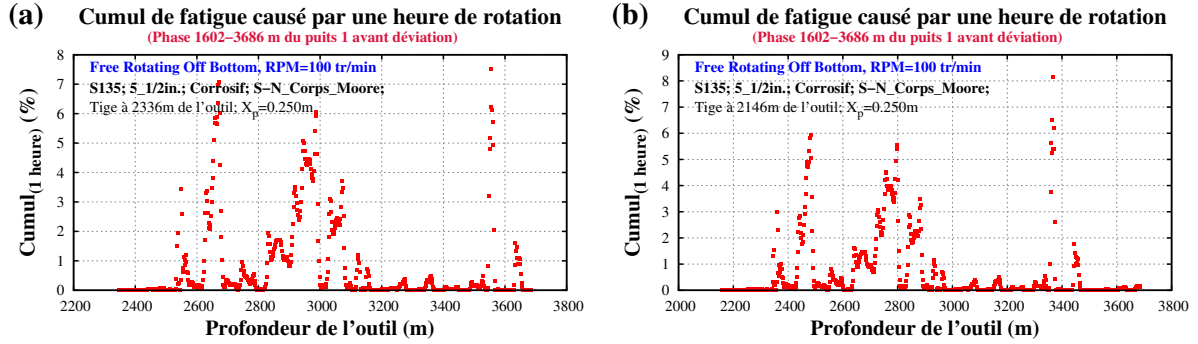 (a)
Cumul de fatigue causé par une heure de rotation
(Phase 1602−3686 m du puits 1 avant déviation)
Free Rotating Off Bottom, RPM=100 tr/min
S135; 5_1/2in.; Corrosif; S−N_Corps_Moore;
Tige à 2336m de l'outil; Xp=0.250m
Cumul(1 heure) (%)
8
7
6
5
4
3
2
1
0
2200 2400 2600 2800 3000 3200 3400 3600 3800
Profondeur de l'outil (m)
(b)
Cumul de fatigue causé par une heure de rotation
(Phase 1602−3686 m du puits 1 avant déviation)
Free Rotating Off Bottom, RPM=100 tr/min
S135; 5_1/2in.; Corrosif; S−N_Corps_Moore;
Tige à 2146m de l'outil; Xp=0.250m
Cumul(1 heure) (%)
9
8
7
6
5
4
3
2
1
0
2000 2200 2400 2600 2800 3000 3200 3400 3600 3800
Profondeur de l'outil (m)